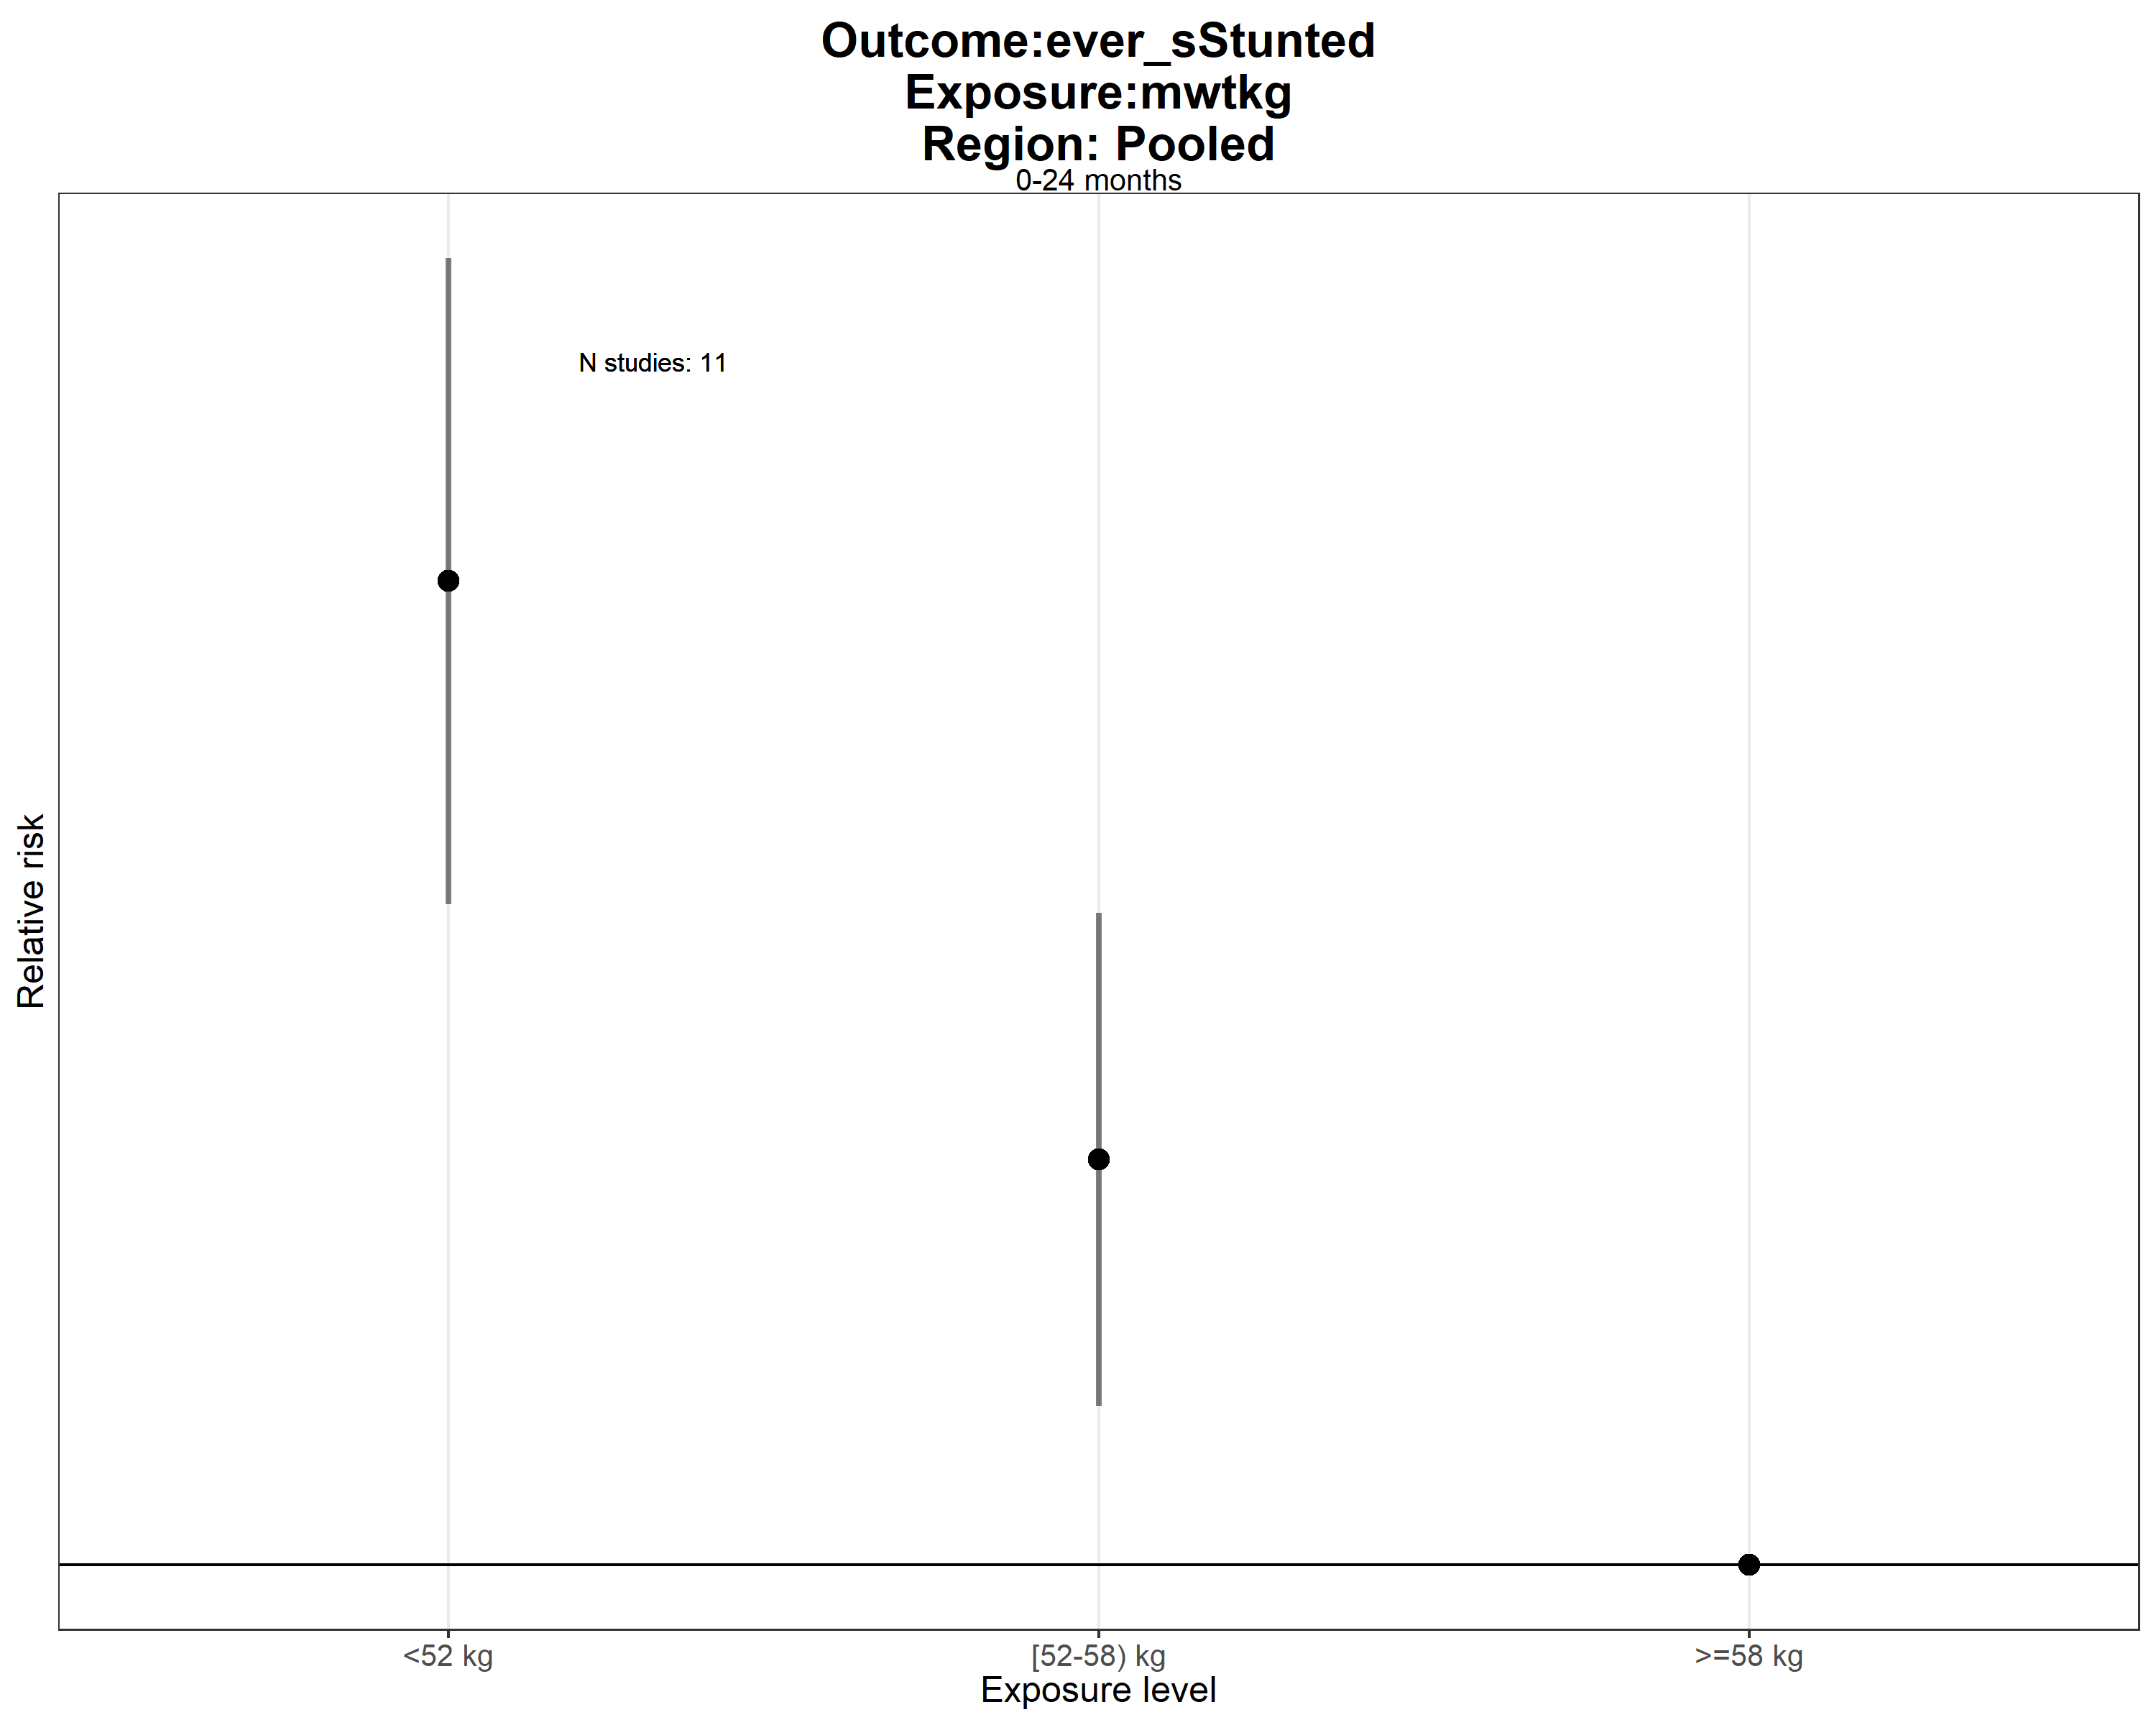 Outcome:ever_sStunted
Exposure:mwtkg
Region: Pooled
0-24 months
N studies: 11
Relative risk
<52 kg
[52-58) kg
>=58 kg
Exposure level